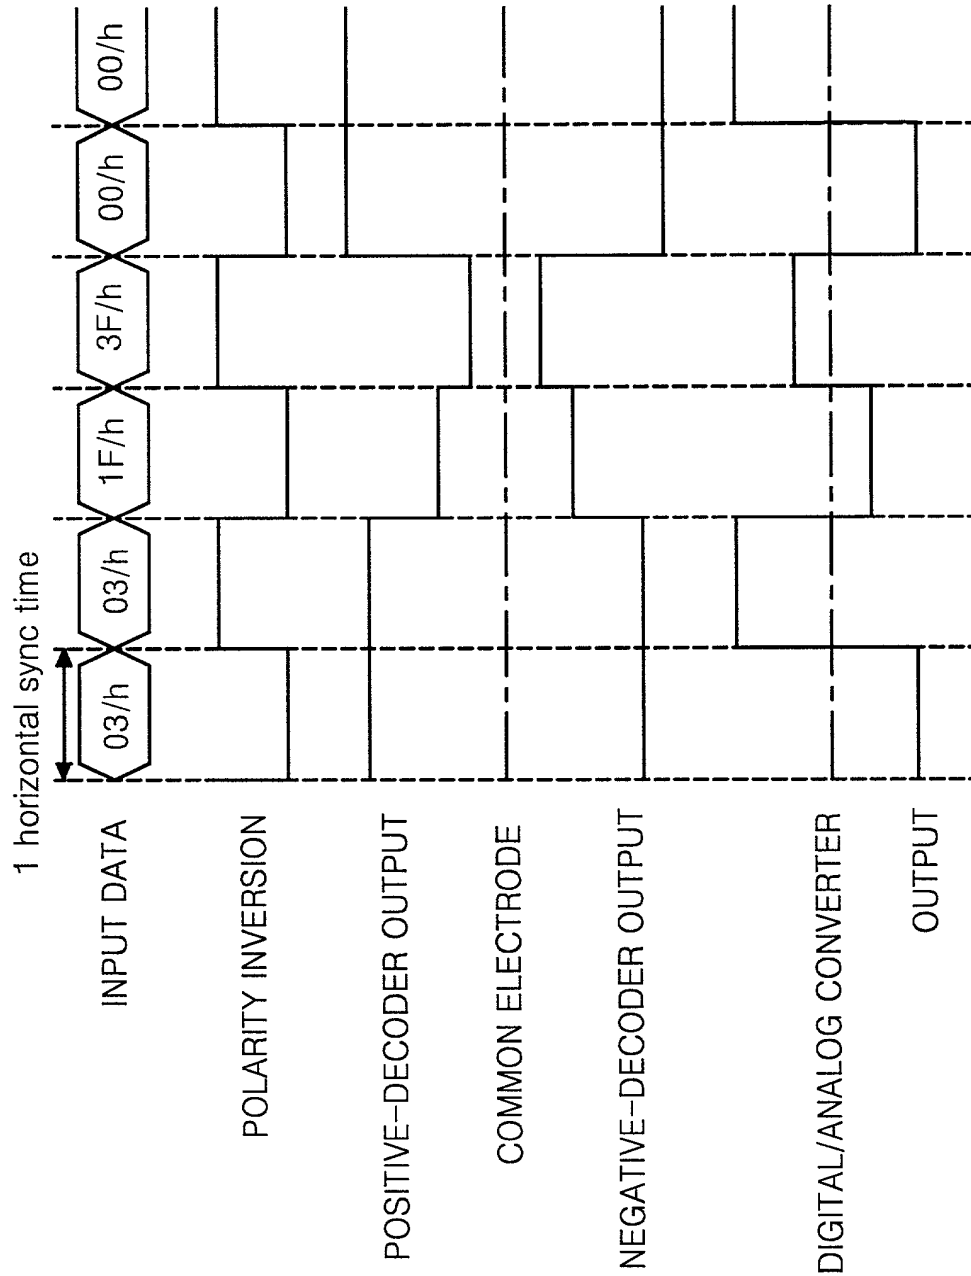 1 horizontal sync time
INPUT DATA
03/h
03/h
1F/h
3F/h
00/h
00/h
POLARITY INVERSION
POSITIVE-DECODER OUTPUT
COMMON ELECTRODE
NEGATIVE-DECODER OUTPUT
DIGITAL/ANALOG CONVERTER
OUTPUT